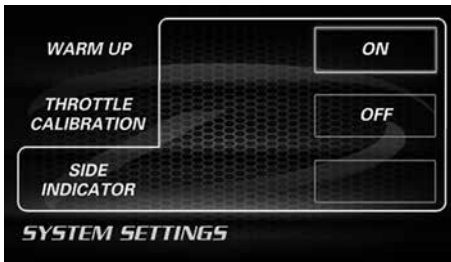 WARM UP
ON
THROTTLE
CALIBRATION
OFF
SIDE
INDICATOR
SYSTEM SETTINGS